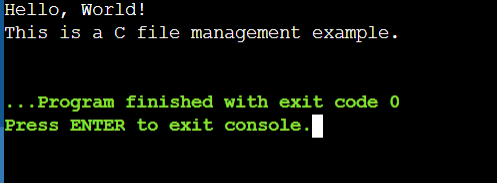 Hello, World!
This is a C file management example.
...Program finished with exit code 0
Press ENTER to exit console.